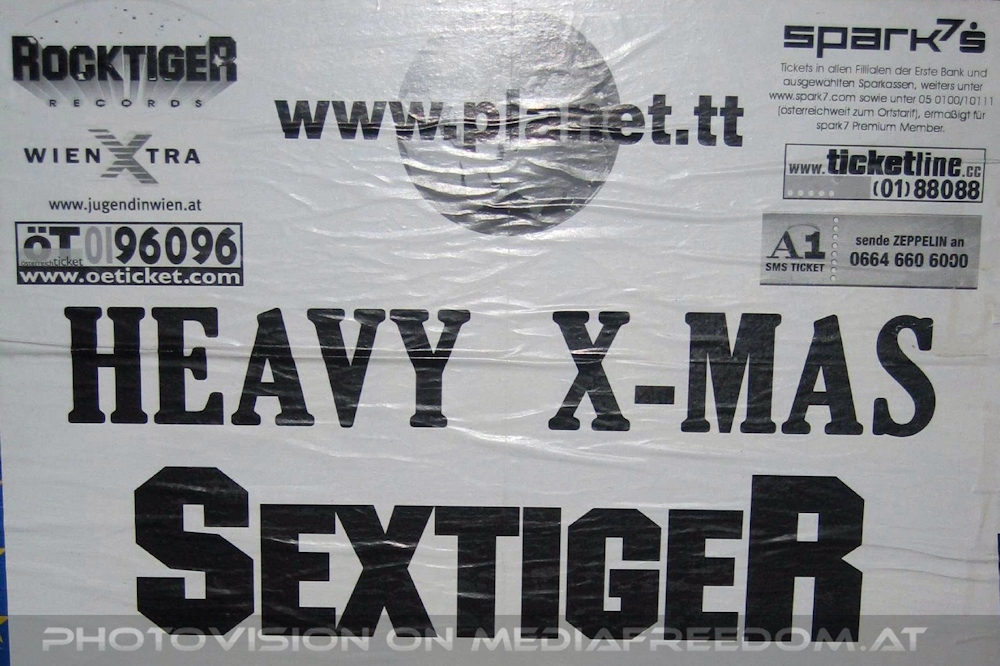 ROCKTIGER
RECORDS
WIEN XTRA
www.jugendinwien.at
ÖT 01 96096
österreichticket
www.oeticket.com
www.planet.tt
spark7s
Tickets in allen Fillialen der Erste Bank und
ausgewählten Sparkassen, weiters unter
www.spark7.com sowie unter 05 0100/10111
(österreichweit zum Ortstarif), ermäßigt für
spark7 Premium Member.
www.ticketline.cc
(01) 88088
A1
SMS TICKET
sende ZEPPELIN an
0664 660 6000
HEAVY X-MAS
SEXTIGER
PHOTOVISION ON MEDIAFREEDOM.AT